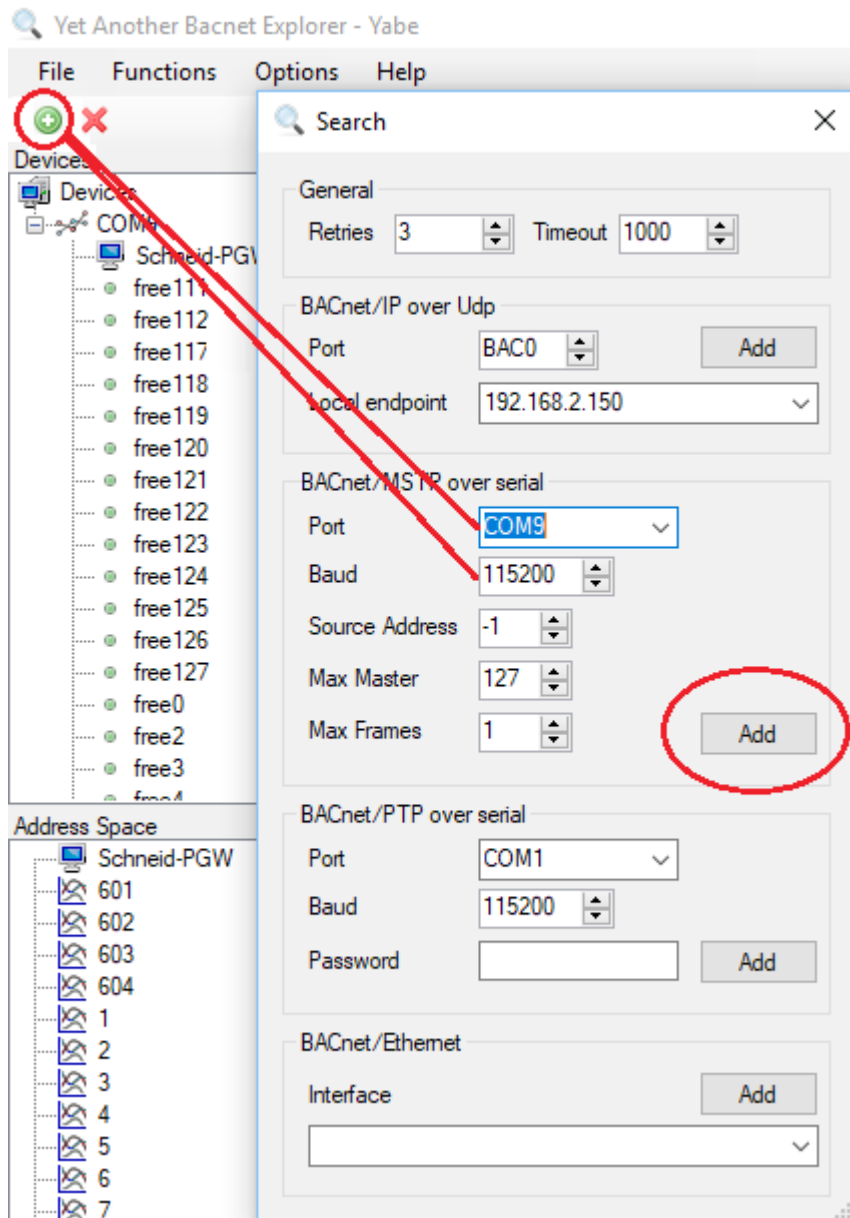 Yet Another Bacnet Explorer - Yabe
File Functions Options Help
Devices
Devices
COM9
Schneid-PGW
free111
free112
free117
free118
free119
free120
free121
free122
free123
free124
free125
free126
free127
free0
free2
free3
free4
Address Space
Schneid-PGW
601
602
603
604
1
2
3
4
5
6
7
Search
General
Retries 3 Timeout 1000
BACnet/IP over Udp
Port BAC0 Add
Local endpoint 192.168.2.150
BACnet/MSTP over serial
Port COM9
Baud 115200
Source Address -1
Max Master 127
Max Frames 1 Add
BACnet/PTP over serial
Port COM1
Baud 115200
Password Add
BACnet/Ethernet
Interface Add